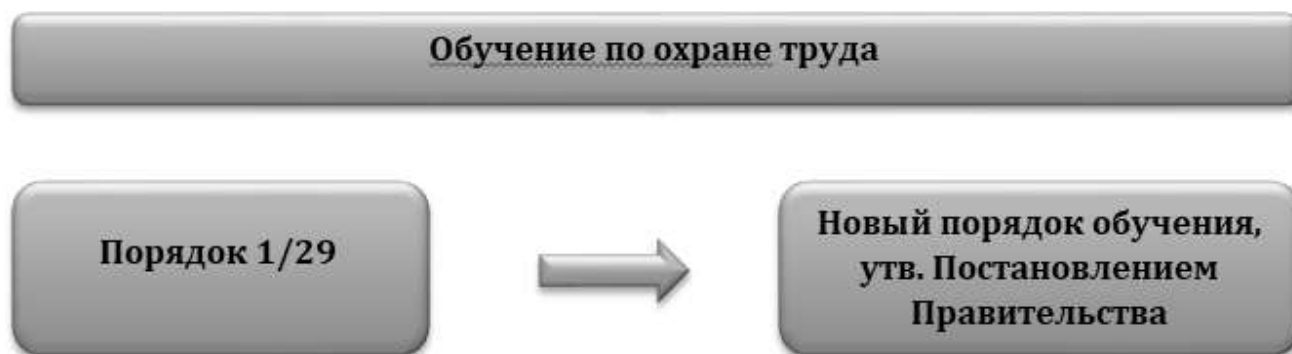 Обучение по охране труда
Порядок 1/29
Новый порядок обучения,
утв. Постановлением
Правительства